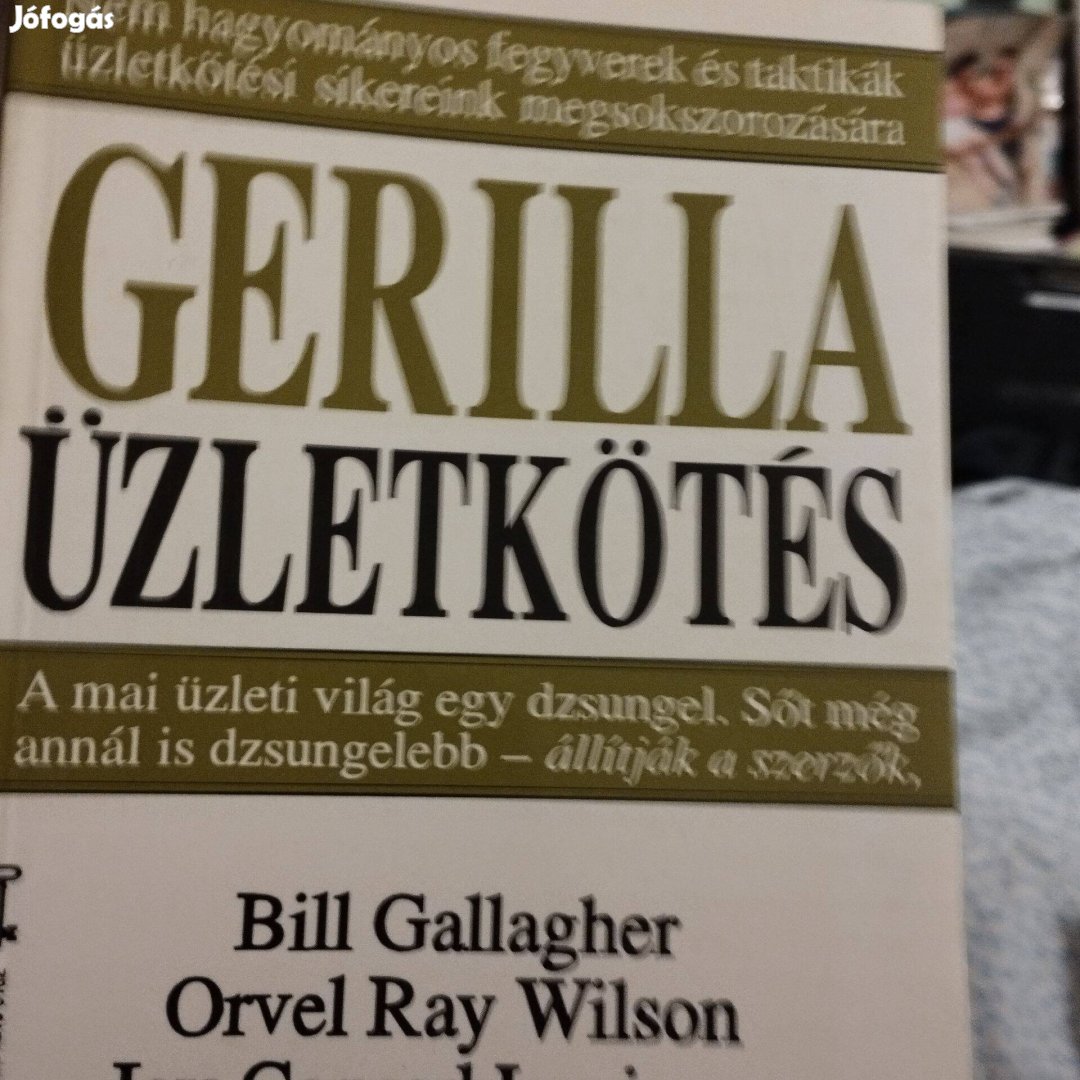 Jófogás
Nem hagyományos fegyverek és taktikák
üzletkötési sikereink megsokszorozására
GERILLA
ÜZLETKÖTÉS
A mai üzleti világ egy dzsungel. Sőt még
annál is dzsungelebb – állítják a szerzők,
Bill Gallagher
Orvel Ray Wilson